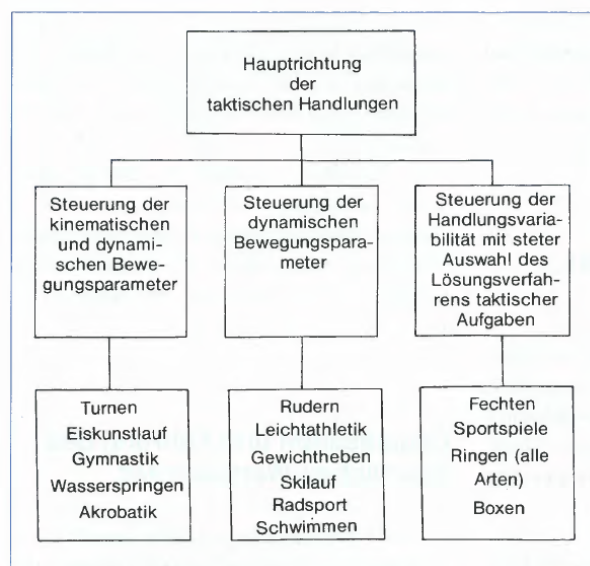 Hauptrichtung
der
taktischen Handlungen
Steuerung der
kinematischen
und dynami-
schen Bewe-
gungsparameter
Steuerung der
dynamischen
Bewegungspara-
meter
Steuerung der
Handlungsvaria-
bilität mit steter
Auswahl des
Lösungsverfah-
rens taktischer
Aufgaben
Turnen
Eiskunstlauf
Gymnastik
Wasserspringen
Akrobatik
Rudern
Leichtathletik
Gewichtheben
Skilauf
Radsport
Schwimmen
Fechten
Sportspiele
Ringen (alle
Arten)
Boxen